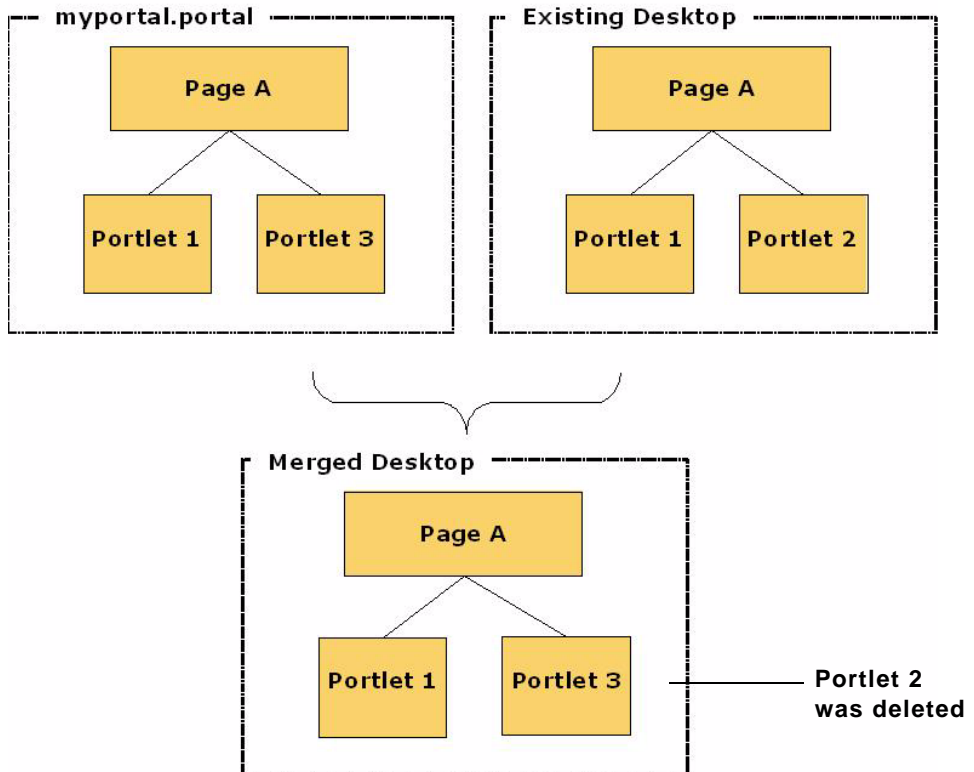 myportal.portal
Page A
Portlet 1
Portlet 3
Existing Desktop
Page A
Portlet 1
Portlet 2
Merged Desktop
Page A
Portlet 1
Portlet 3
Portlet 2
was deleted